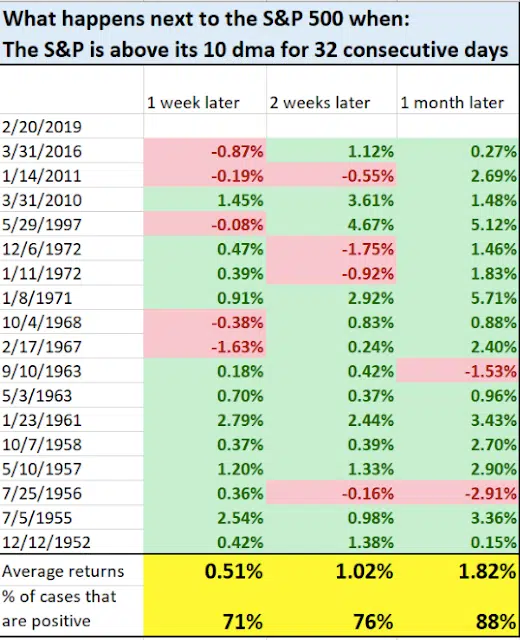 What happens next to the S&P 500 when:
The S&P is above its 10 dma for 32 consecutive days
1 week later 2 weeks later 1 month later
2/20/2019
3/31/2016 -0.87% 1.12% 0.27%
1/14/2011 -0.19% -0.55% 2.69%
3/31/2010 1.45% 3.61% 1.48%
5/29/1997 -0.08% 4.67% 5.12%
12/6/1972 0.47% -1.75% 1.46%
1/11/1972 0.39% -0.92% 1.83%
1/8/1971 0.91% 2.92% 5.71%
10/4/1968 -0.38% 0.83% 0.88%
2/17/1967 -1.63% 0.24% 2.40%
9/10/1963 0.18% 0.42% -1.53%
5/3/1963 0.70% 0.37% 0.96%
1/23/1961 2.79% 2.44% 3.43%
10/7/1958 0.37% 0.39% 2.70%
5/10/1957 1.20% 1.33% 2.90%
7/25/1956 0.36% -0.16% -2.91%
7/5/1955 2.54% 0.98% 3.36%
12/12/1952 0.42% 1.38% 0.15%
Average returns 0.51% 1.02% 1.82%
% of cases that
are positive 71% 76% 88%